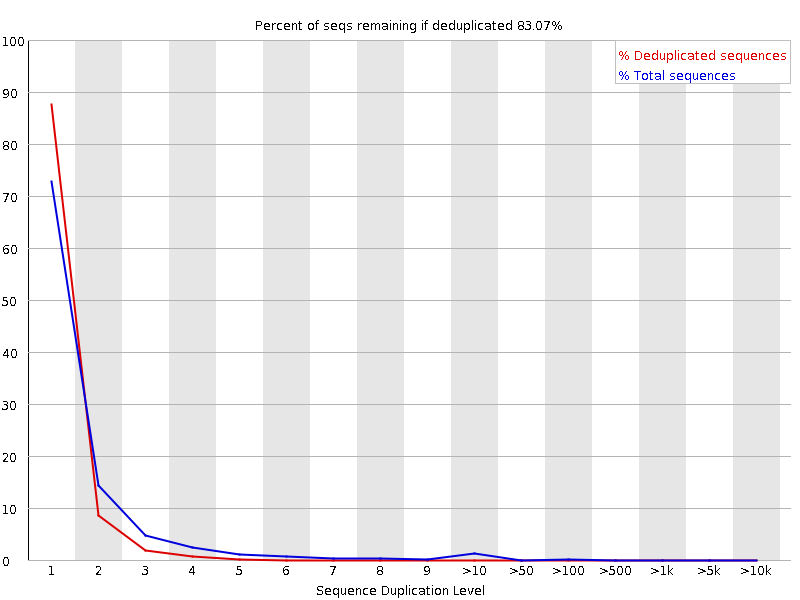 Percent of seqs remaining if deduplicated 83.07%
% Deduplicated sequences
% Total sequences
100
90
80
70
60
50
40
30
20
10
0
1 2 3 4 5 6 7 8 9 >10 >50 >100 >500 >1k >5k >10k
Sequence Duplication Level